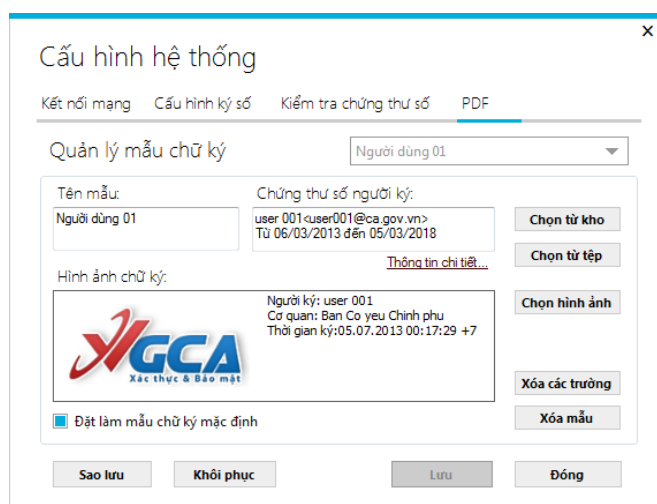 Cấu hình hệ thống
Kết nối mạng Cấu hình ký số Kiểm tra chứng thư số PDF
Quản lý mẫu chữ ký Người dùng 01
Tên mẫu: Chứng thư số người ký:
Người dùng 01 user 001<user001@ca.gov.vn> Chọn từ kho
Từ 06/03/2013 đến 05/03/2018
Thông tin chi tiết... Chọn từ tệp
Hình ảnh chữ ký:
Người ký: user 001 Chọn hình ảnh
Cơ quan: Ban Co yeu Chinh phu
Thời gian ký:05.07.2013 00:17:29 +7
GCA
Xác thực & Bảo mật
Xóa các trường
Đặt làm mẫu chữ ký mặc định Xóa mẫu
Sao lưu Khôi phục Lưu Đóng